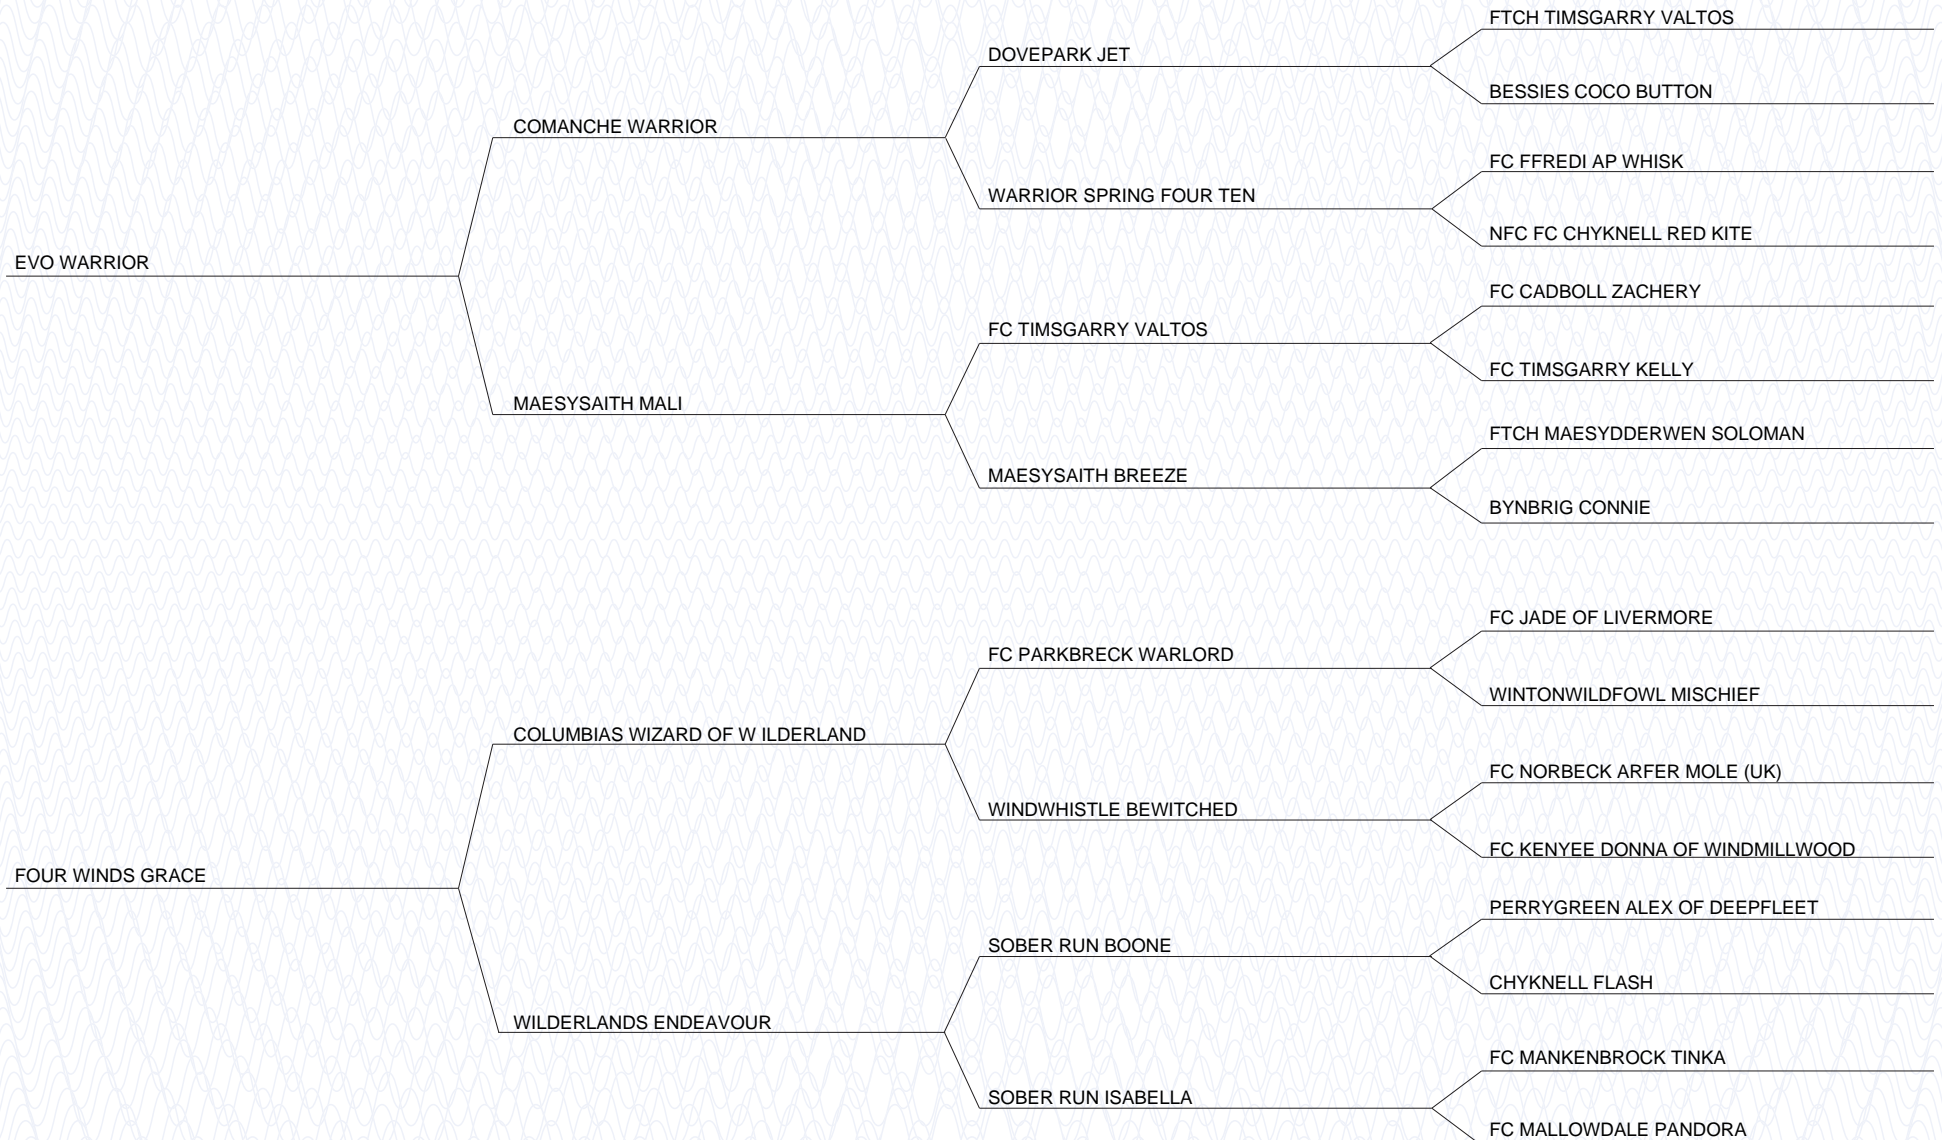 FTCH TIMSGARRY VALTOS
DOVEPARK JET
BESSIES COCO BUTTON
COMANCHE WARRIOR
FC FFREDI AP WHISK
WARRIOR SPRING FOUR TEN
NFC FC CHYKNELL RED KITE
EVO WARRIOR
FC CADBOLL ZACHERY
FC TIMSGARRY VALTOS
FC TIMSGARRY KELLY
MAESYSAITH MALI
FTCH MAESYDDERWEN SOLOMAN
MAESYSAITH BREEZE
BYNBRIG CONNIE
FC JADE OF LIVERMORE
FC PARKBRECK WARLORD
WINTONWILDFOWL MISCHIEF
COLUMBIAS WIZARD OF W ILDERLAND
FC NORBECK ARFER MOLE (UK)
WINDWHISTLE BEWITCHED
FC KENYEE DONNA OF WINDMILLWOOD
FOUR WINDS GRACE
PERRYGREEN ALEX OF DEEPFLEET
SOBER RUN BOONE
CHYKNELL FLASH
WILDERLANDS ENDEAVOUR
FC MANKENBROCK TINKA
SOBER RUN ISABELLA
FC MALLOWDALE PANDORA